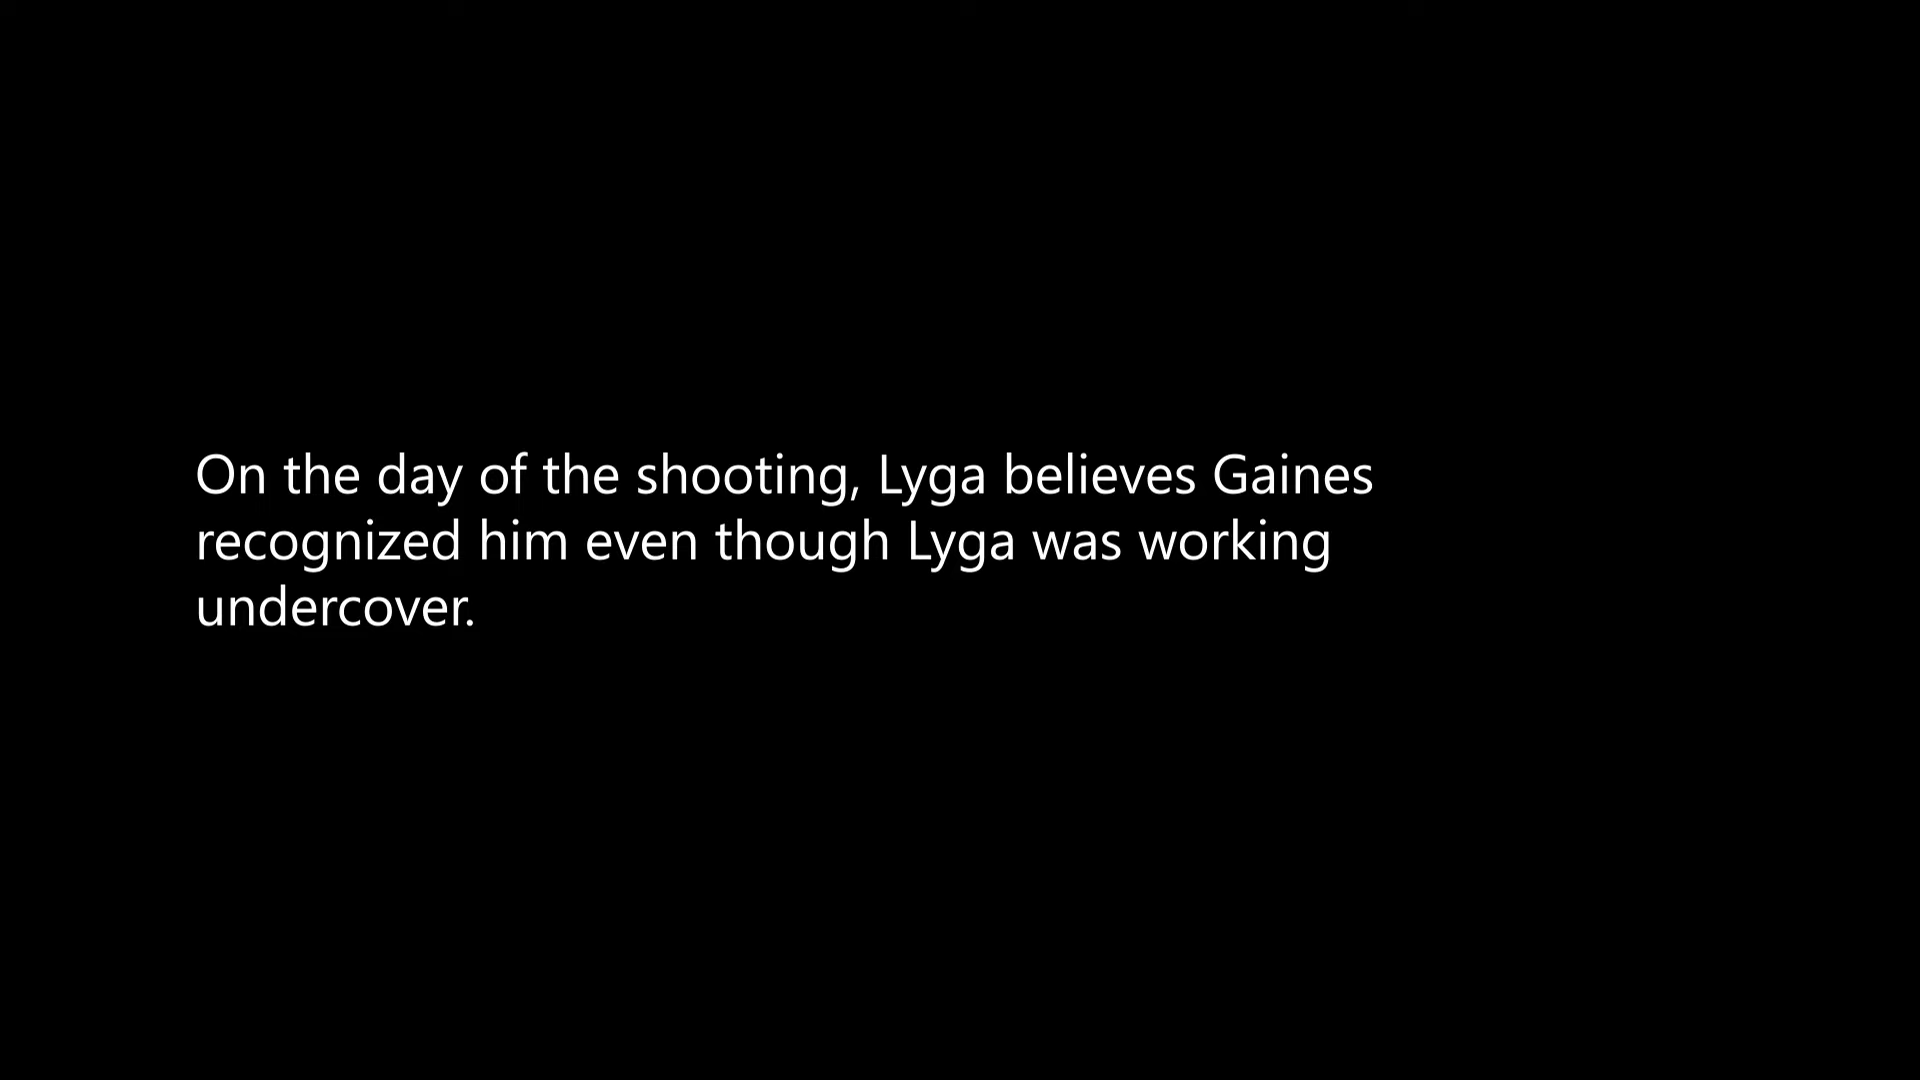 On the day of the shooting, Lyga believes Gaines
recognized him even though Lyga was working
undercover.